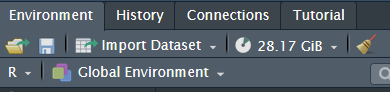 Environment History Connections Tutorial
Import Dataset 28.17 GiB
R Global Environment